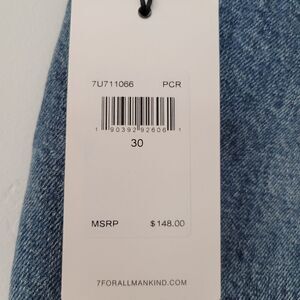 7U711066 PCR
1 90392 92606 1
30
MSRP $148.00
7FORALLMANKIND.COM